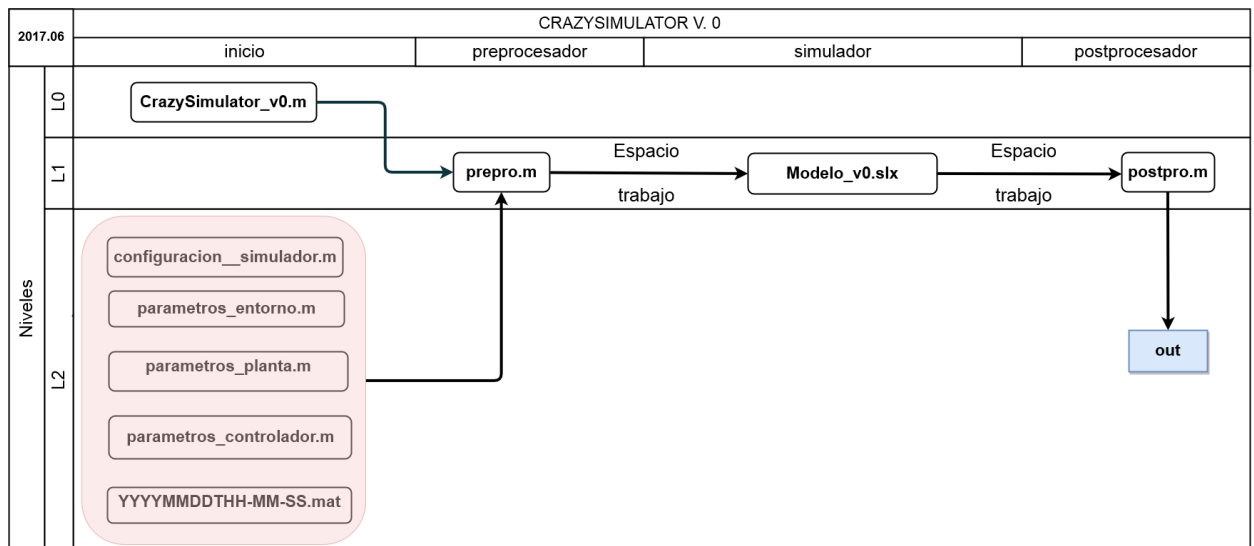 2017.06
CRAZYSIMULATOR V. 0
inicio
preprocesador
simulador
postprocesador
Niveles
L0
CrazySimulator_v0.m
L1
prepro.m
Espacio
trabajo
Modelo_v0.slx
Espacio
trabajo
postpro.m
L2
configuracion__simulador.m
parametros_entorno.m
parametros_planta.m
parametros_controlador.m
YYYYMMDDTHH-MM-SS.mat
out